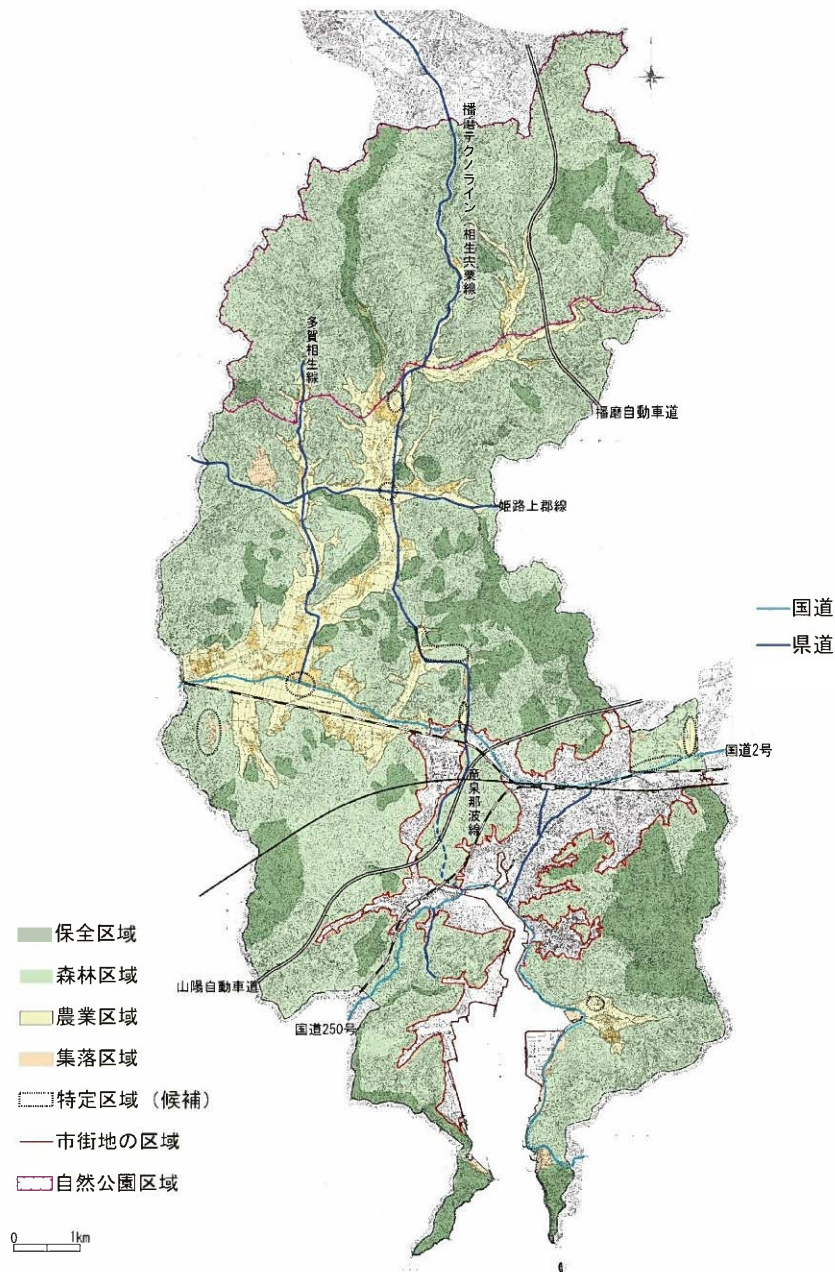 播磨テクノライン(相生宍粟線)
多賀相生線
播磨自動車道
姫路上郡線
国道
県道
国道2号
竜泉那波線
山陽自動車道
国道250号
保全区域
森林区域
農業区域
集落区域
特定区域(候補)
市街地の区域
自然公園区域
0 1km